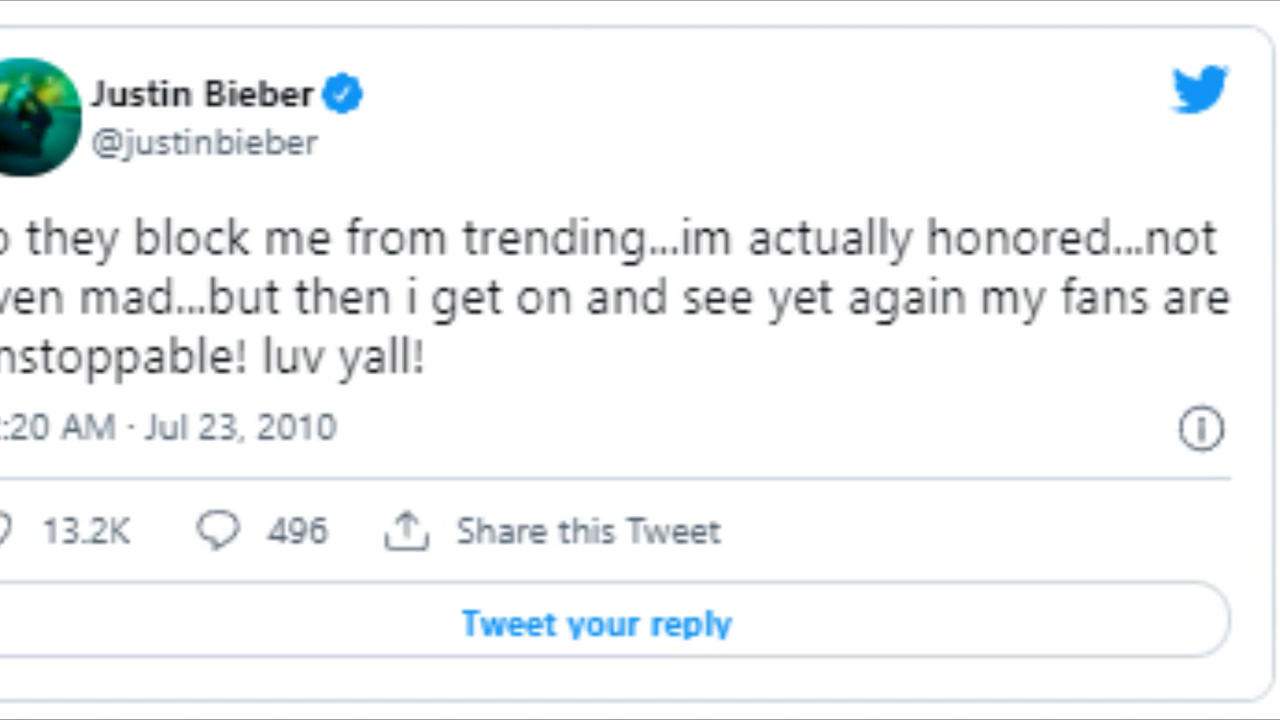 Justin Bieber
@justinbieber
they block me from trending...im actually honored...not
mad...but then i get on and see yet again my fans are
luv yall!
:20 AM · Jul 23, 2010
13.2K 496 Share this Tweet
Tweet your reply